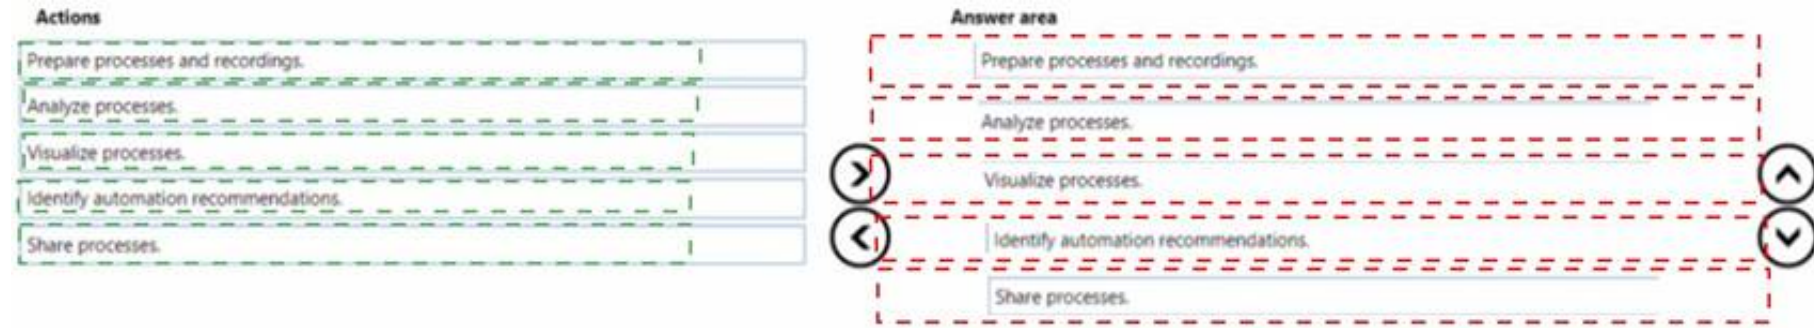 Actions
Prepare processes and recordings.
Analyze processes.
Visualize processes.
Identify automation recommendations.
Share processes.
Answer area
Prepare processes and recordings.
Analyze processes.
Visualize processes.
Identify automation recommendations.
Share processes.